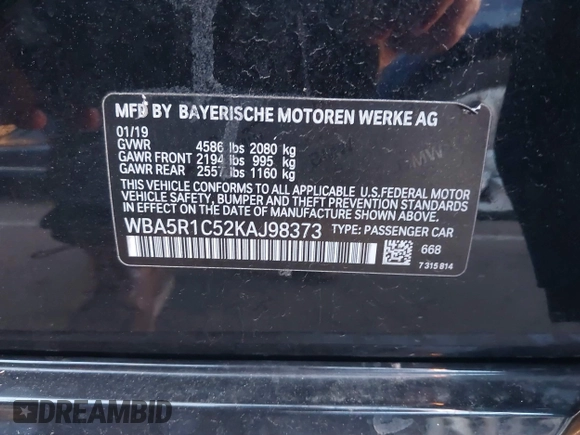 MFD BY BAYERISCHE MOTOREN WERKE AG
01/19
GVWR 4586 lbs 2080 kg
GAWR FRONT 2194 lbs 995 kg
GAWR REAR 2557 lbs 1160 kg
THIS VEHICLE CONFORMS TO ALL APPLICABLE U.S.FEDERAL MOTOR
VEHICLE SAFETY, BUMPER AND THEFT PREVENTION STANDARDS
IN EFFECT ON THE DATE OF MANUFACTURE SHOWN ABOVE.
WBA5R1C52KAJ98373 TYPE: PASSENGER CAR
668
7 315 814
DREAMBID